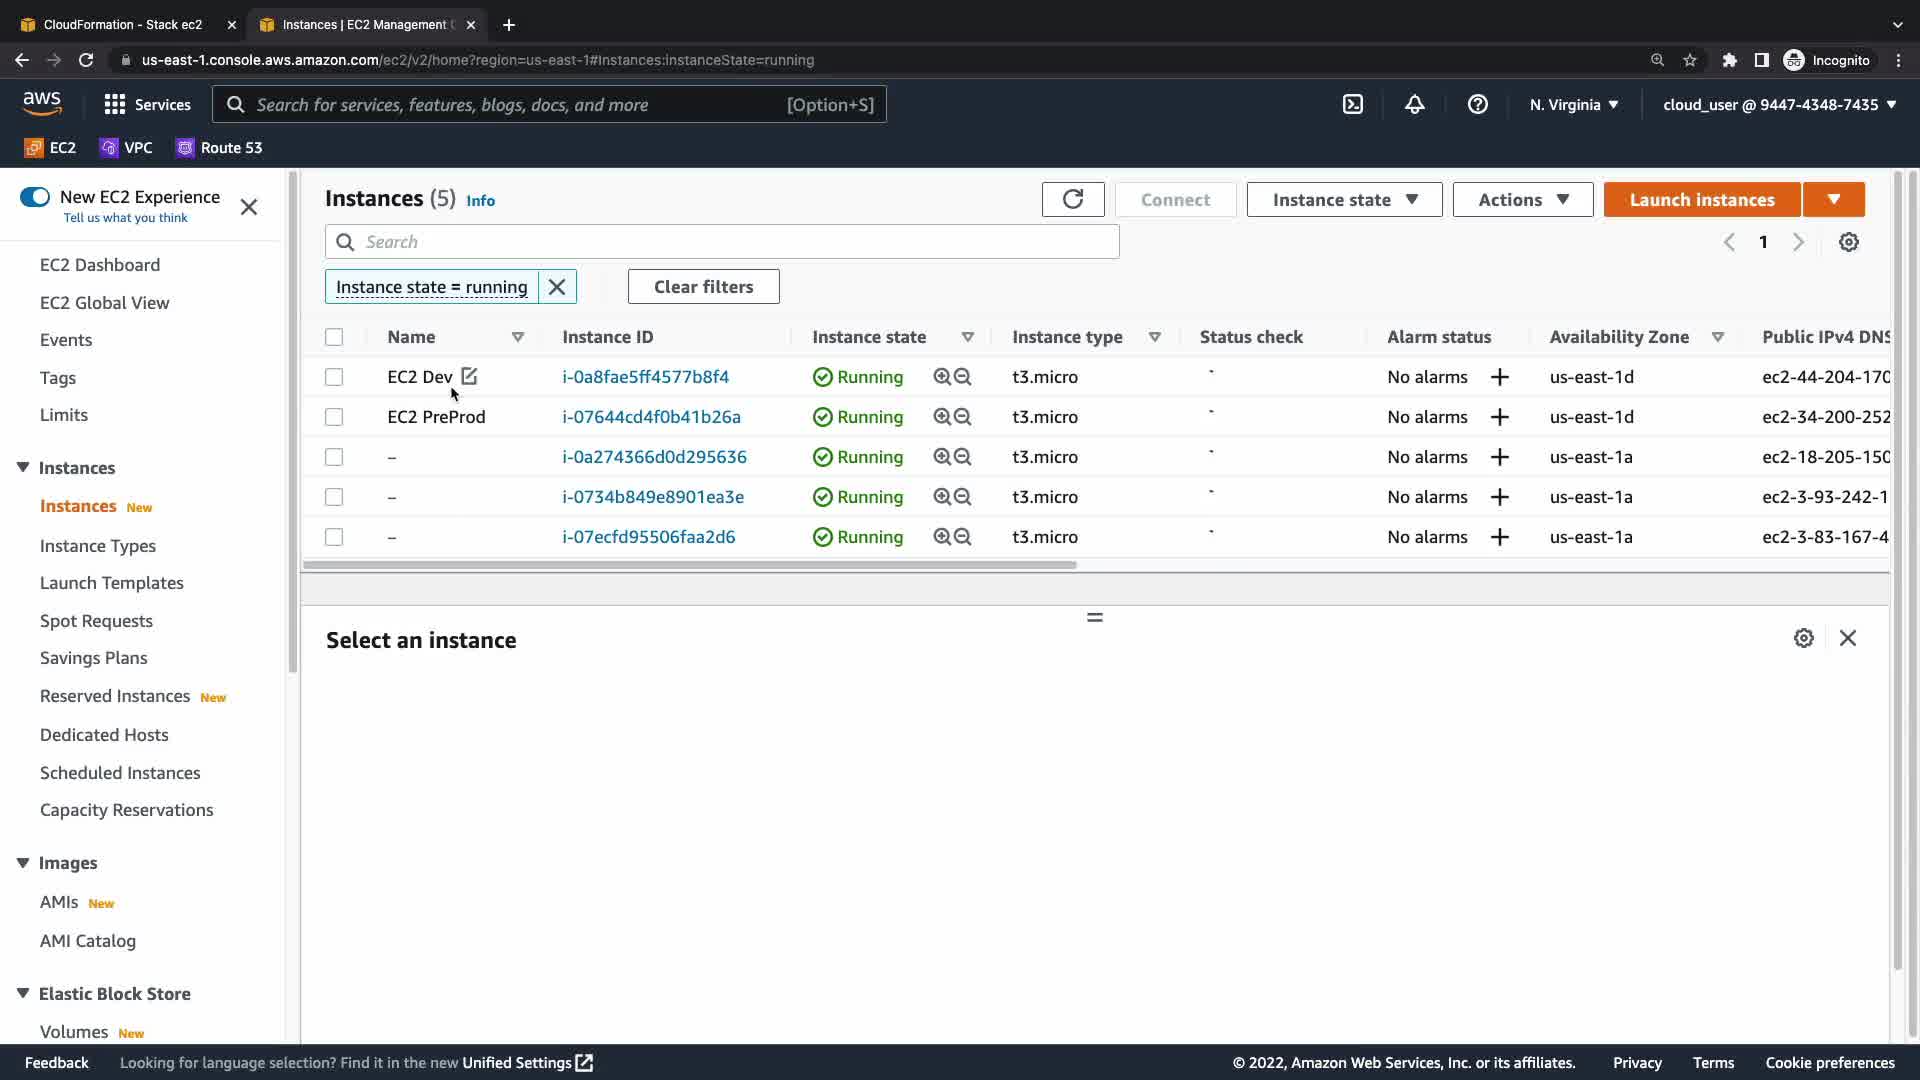 CloudFormation - Stack ec2
Instances | EC2 Management C
us-east-1.console.aws.amazon.com/ec2/v2/home?region=us-east-1#Instances:instanceState=running
Incognito
aws
Services
Search for services, features, blogs, docs, and more
[Option+S]
N. Virginia
cloud_user @ 9447-4348-7435
EC2
VPC
Route 53
New EC2 Experience
Tell us what you think
EC2 Dashboard
EC2 Global View
Events
Tags
Limits
Instances
Instances New
Instance Types
Launch Templates
Spot Requests
Savings Plans
Reserved Instances New
Dedicated Hosts
Scheduled Instances
Capacity Reservations
Images
AMIs New
AMI Catalog
Elastic Block Store
Volumes New
Instances (5) Info
Connect
Instance state
Actions
Launch instances
Search
1
Instance state = running
Clear filters
Name Instance ID Instance state Instance type Status check Alarm status Availability Zone Public IPv4 DNS
EC2 Dev i-0a8fae5ff4577b8f4 Running t3.micro - No alarms + us-east-1d ec2-44-204-170
EC2 PreProd i-07644cd4f0b41b26a Running t3.micro - No alarms + us-east-1d ec2-34-200-252
– i-0a274366d0d295636 Running t3.micro - No alarms + us-east-1a ec2-18-205-150
– i-0734b849e8901ea3e Running t3.micro - No alarms + us-east-1a ec2-3-93-242-1
– i-07ecfd95506faa2d6 Running t3.micro - No alarms + us-east-1a ec2-3-83-167-4
Select an instance
Feedback
Looking for language selection? Find it in the new Unified Settings
© 2022, Amazon Web Services, Inc. or its affiliates.
Privacy
Terms
Cookie preferences